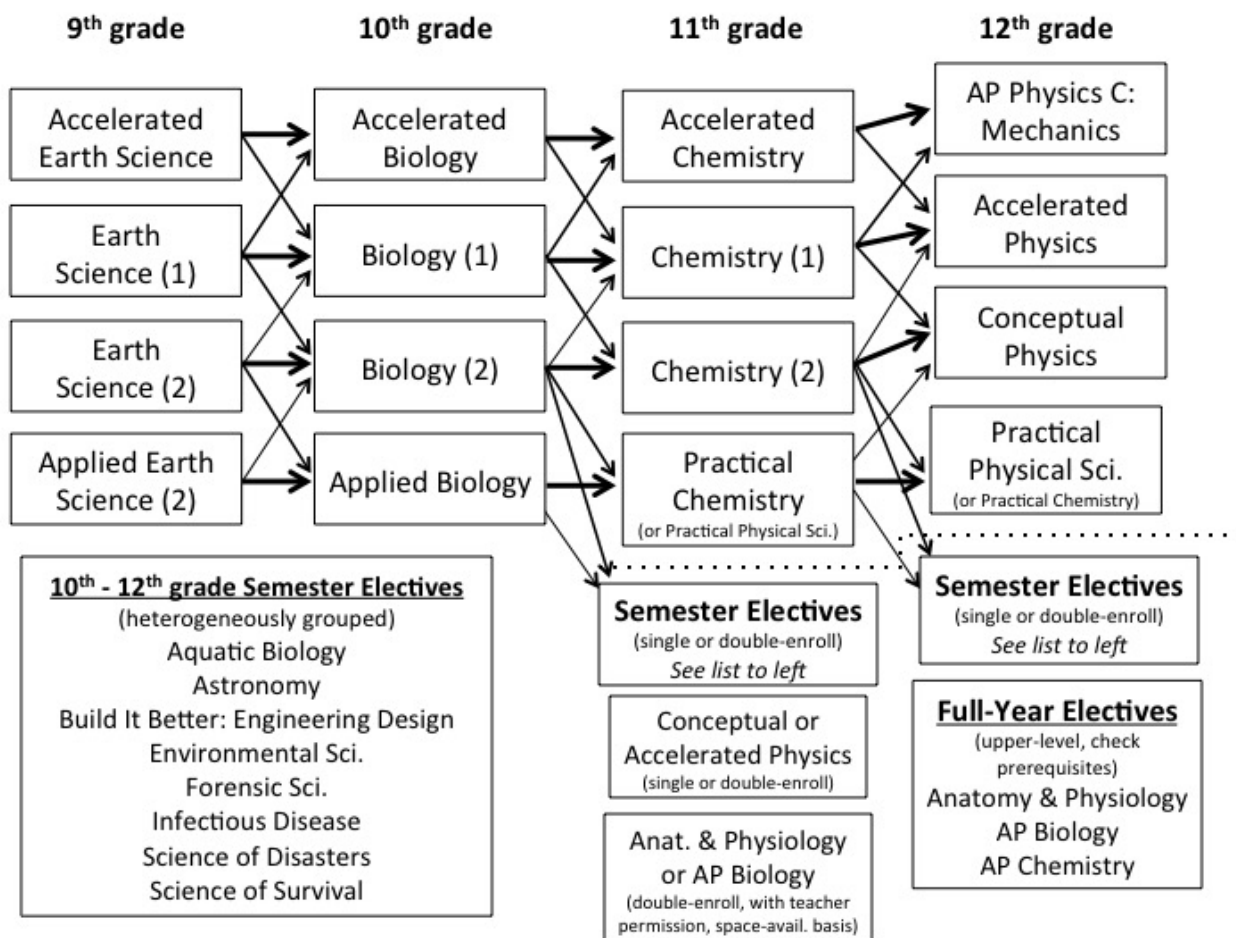 9th grade
10th grade
11th grade
12th grade
Accelerated
Earth Science
Accelerated
Biology
Accelerated
Chemistry
AP Physics C:
Mechanics
Earth
Science (1)
Biology (1)
Chemistry (1)
Accelerated
Physics
Earth
Science (2)
Biology (2)
Chemistry (2)
Conceptual
Physics
Applied Earth
Science (2)
Applied Biology
Practical
Chemistry
(or Practical Physical Sci.)
Practical
Physical Sci.
(or Practical Chemistry)
10th - 12th grade Semester Electives
(heterogeneously grouped)
Aquatic Biology
Astronomy
Build It Better: Engineering Design
Environmental Sci.
Forensic Sci.
Infectious Disease
Science of Disasters
Science of Survival
Semester Electives
(single or double-enroll)
See list to left
Conceptual or
Accelerated Physics
(single or double-enroll)
Anat. & Physiology
or AP Biology
(double-enroll, with teacher
permission, space-avail. basis)
Semester Electives
(single or double-enroll)
See list to left
Full-Year Electives
(upper-level, check
prerequisites)
Anatomy & Physiology
AP Biology
AP Chemistry